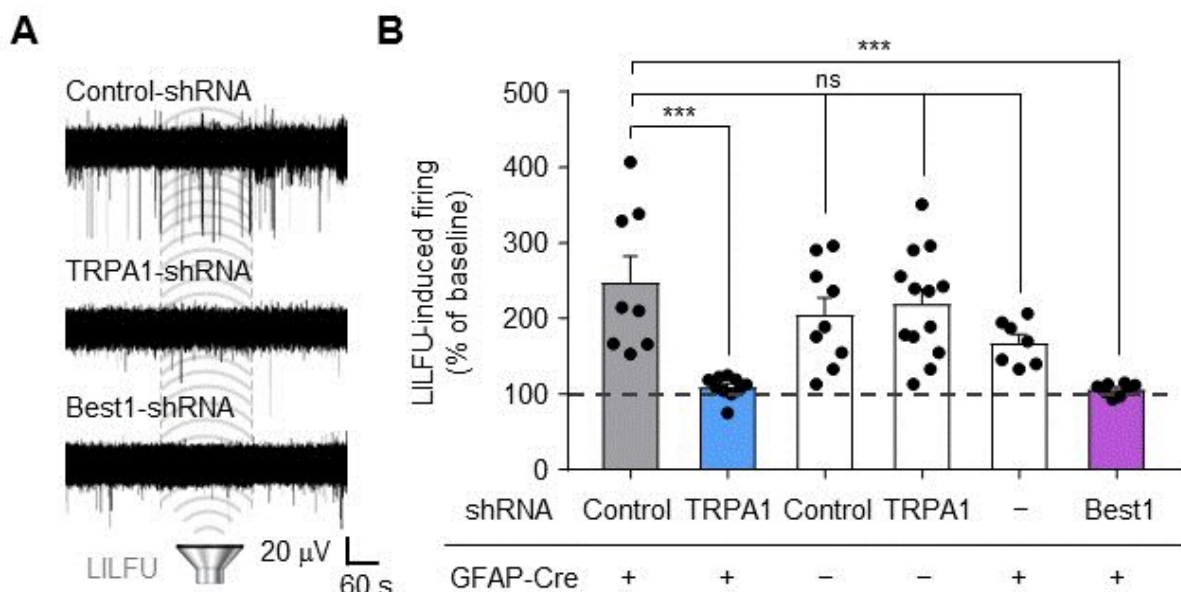 A
Control-shRNA
TRPA1-shRNA
Best1-shRNA
LILFU
20 μV
60 s
B
LILFU-induced firing
(% of baseline)
500
400
300
200
100
0
***
ns
***
shRNA Control TRPA1 Control TRPA1 – Best1
GFAP-Cre + + – – + +